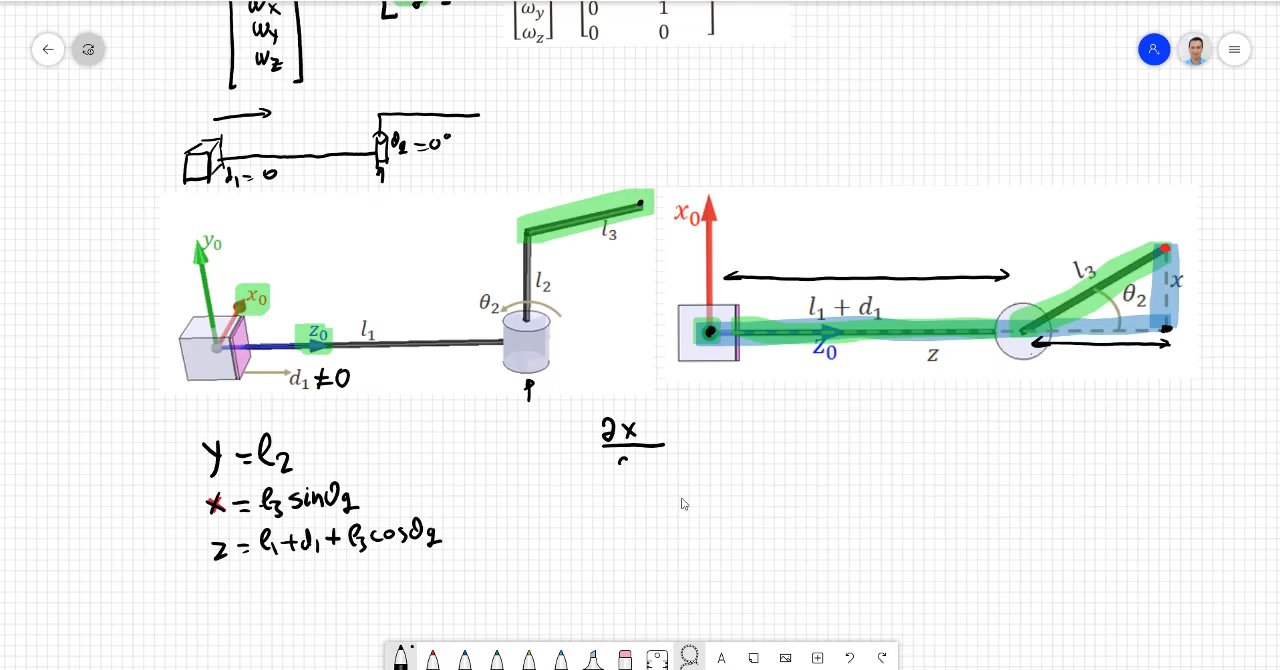 ωx
ωy
ωz
[ωy
ωz] [0 1
0 0]
d1 = 0
θ2 = 0°
y0
x0
z0
l1
d1 ≠ 0
θ2
l2
l3
x0
l1 + d1
z0
z
l3
θ2
x
y = l2
x = l3 sinθ2
z = l1 + d1 + l3 cosθ2
∂x
A